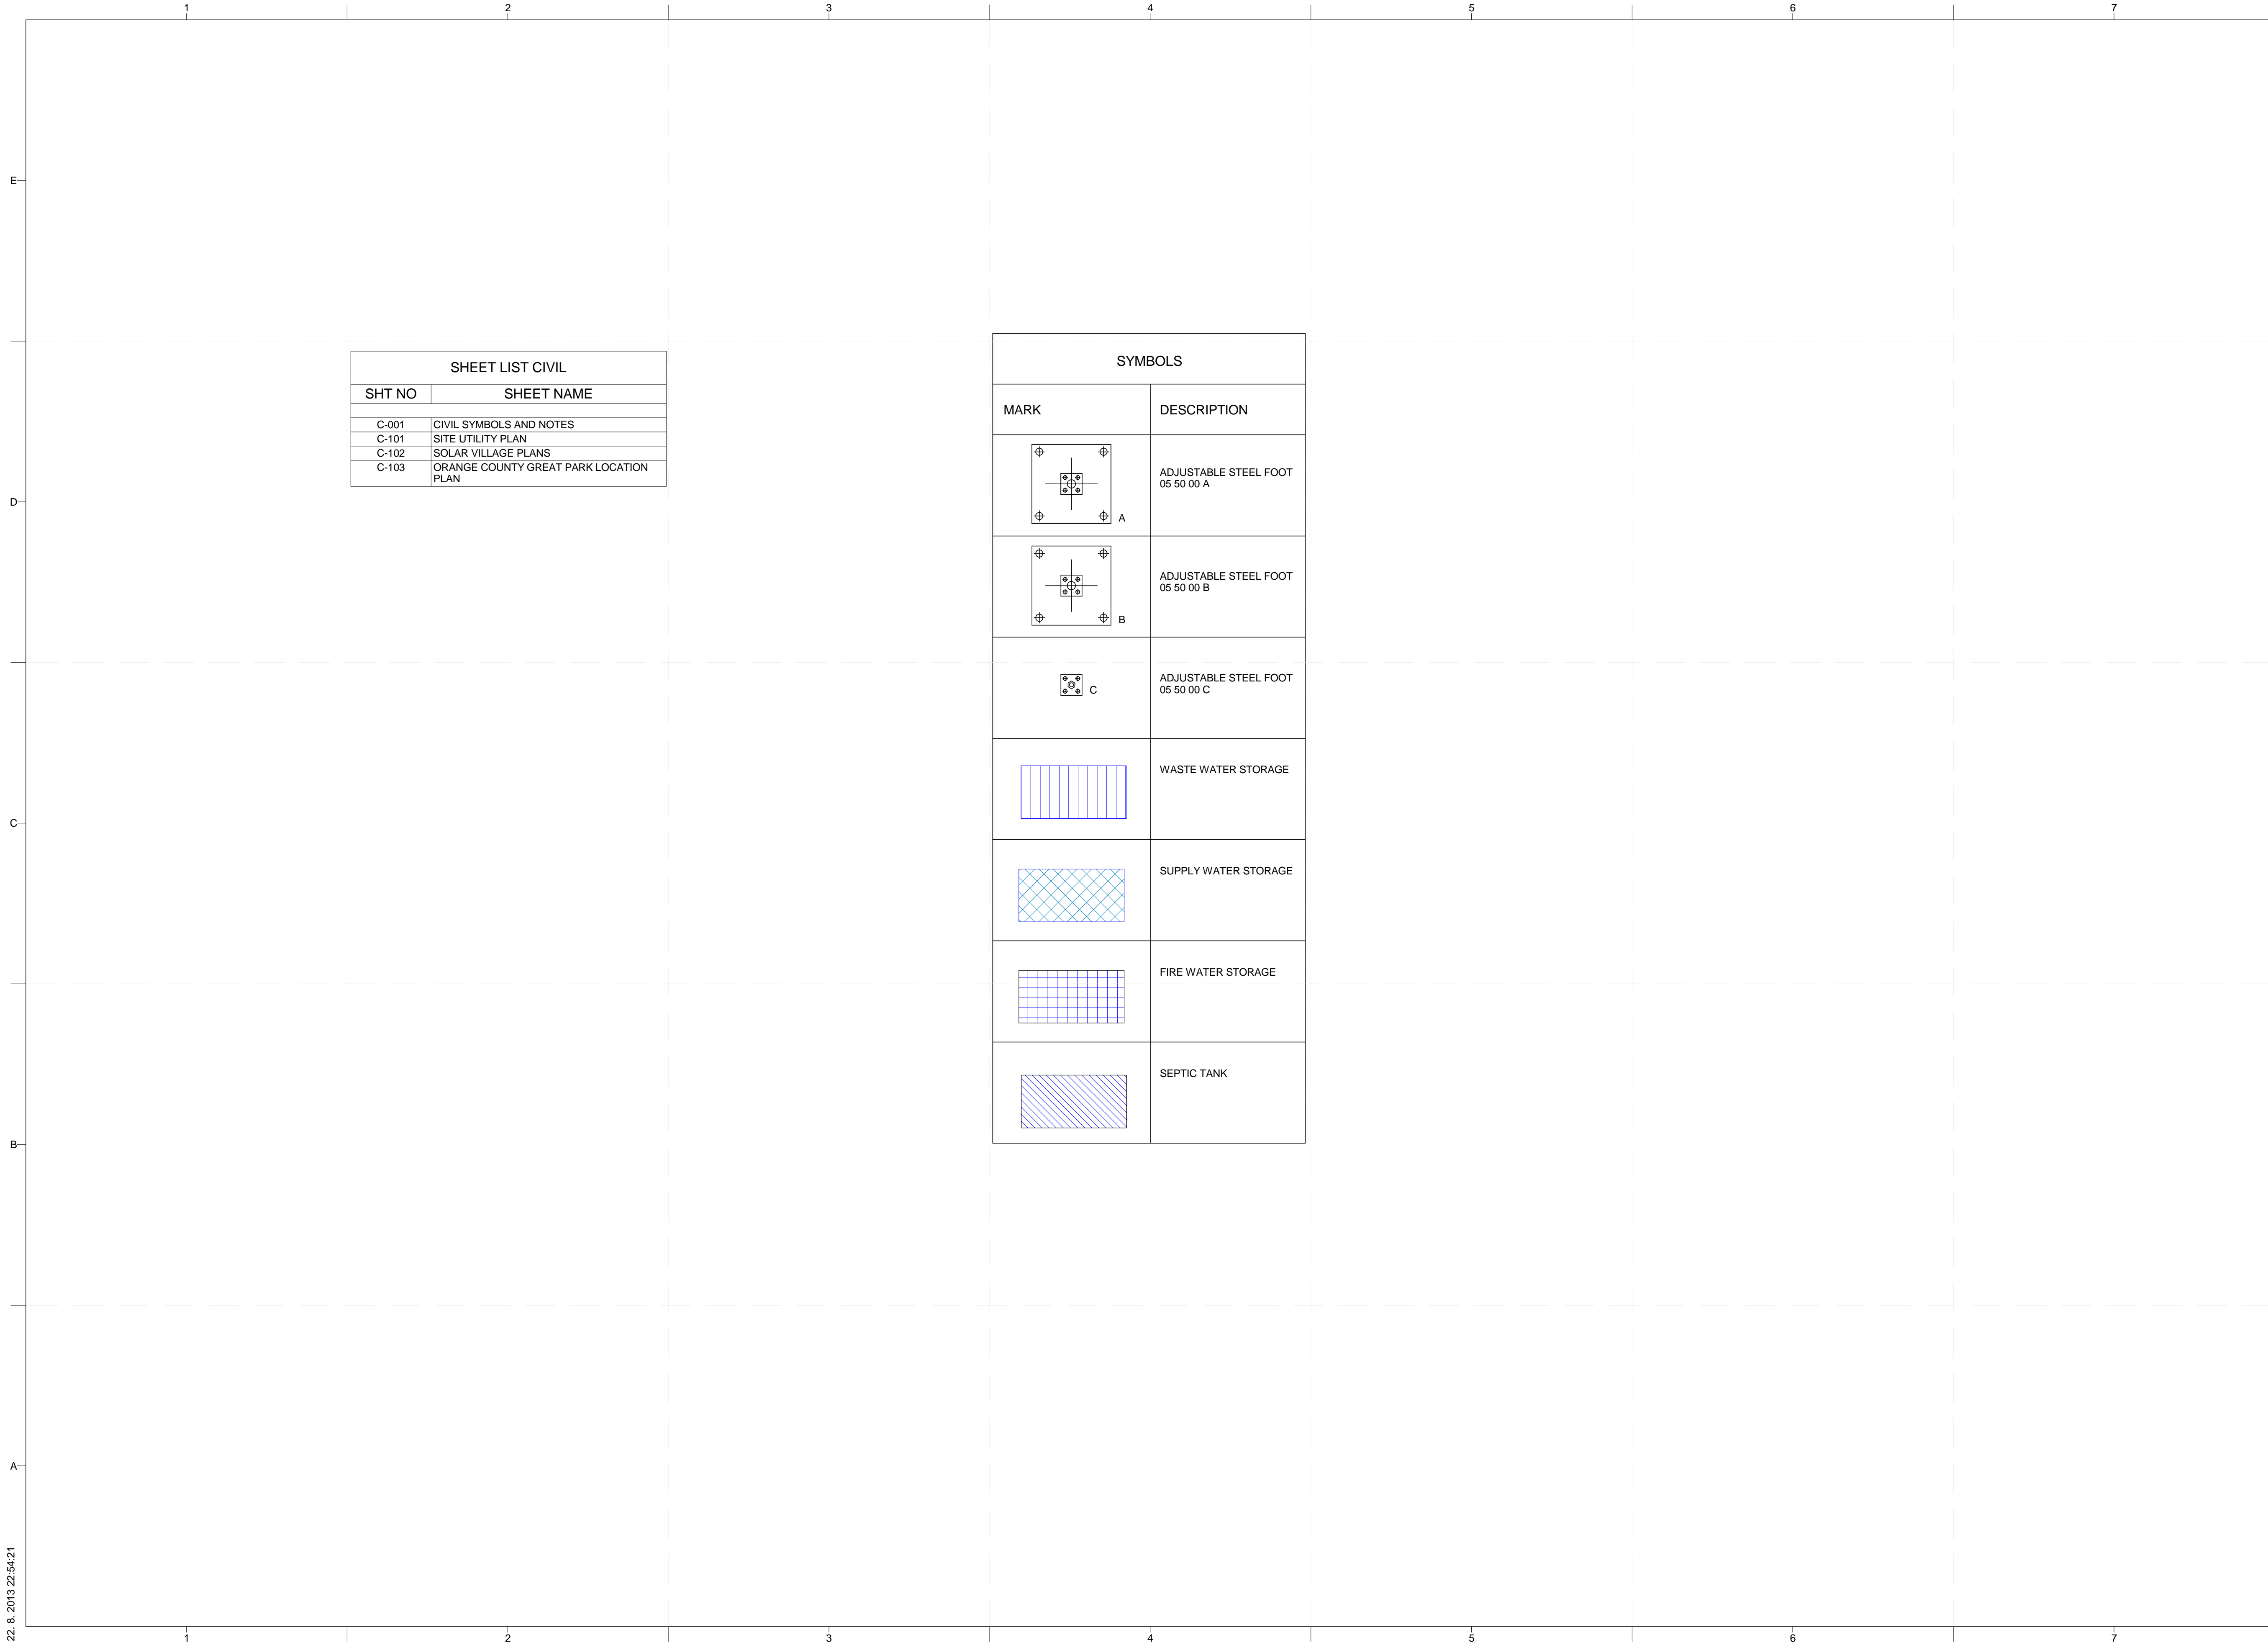 1 2 3 4 5 6 7
E
D
C
B
A
SHEET LIST CIVIL
SHT NO SHEET NAME
C-001 CIVIL SYMBOLS AND NOTES
C-101 SITE UTILITY PLAN
C-102 SOLAR VILLAGE PLANS
C-103 ORANGE COUNTY GREAT PARK LOCATION
PLAN
SYMBOLS
MARK DESCRIPTION
A
ADJUSTABLE STEEL FOOT
05 50 00 A
B
ADJUSTABLE STEEL FOOT
05 50 00 B
C
ADJUSTABLE STEEL FOOT
05 50 00 C
WASTE WATER STORAGE
SUPPLY WATER STORAGE
FIRE WATER STORAGE
SEPTIC TANK
22. 8. 2013 22:54:21
1 2 3 4 5 6 7